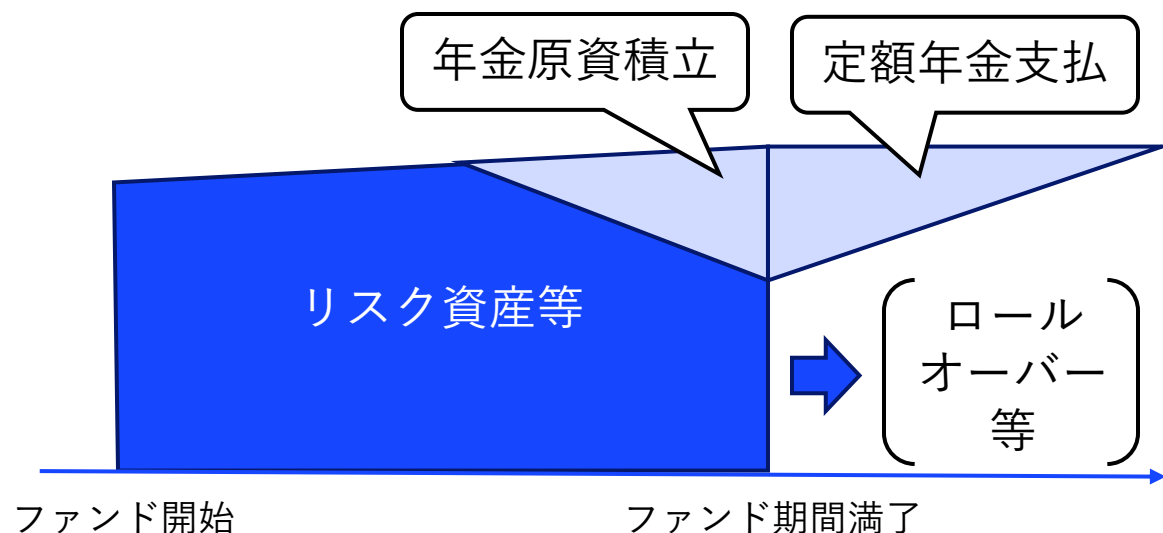 年金原資積立
定額年金支払
リスク資産等
ロール
オーバー
等
ファンド開始
ファンド期間満了